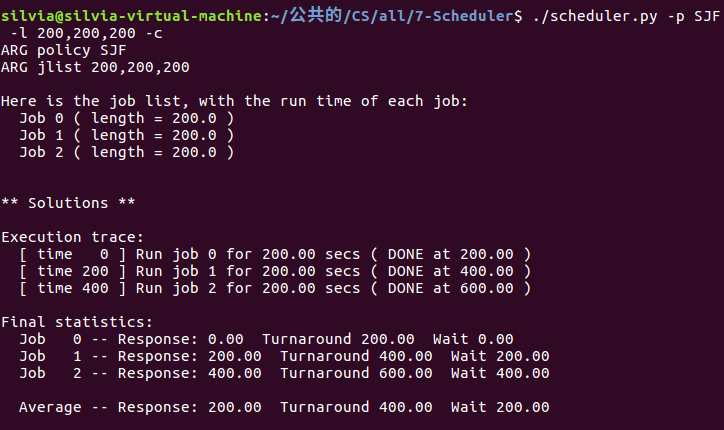 silvia@silvia-virtual-machine:~/公共的/CS/all/7-Scheduler$ ./scheduler.py -p SJF
 -l 200,200,200 -c
ARG policy SJF
ARG jlist 200,200,200

Here is the job list, with the run time of each job:
  Job 0 ( length = 200.0 )
  Job 1 ( length = 200.0 )
  Job 2 ( length = 200.0 )


** Solutions **

Execution trace:
  [ time   0 ] Run job 0 for 200.00 secs ( DONE at 200.00 )
  [ time 200 ] Run job 1 for 200.00 secs ( DONE at 400.00 )
  [ time 400 ] Run job 2 for 200.00 secs ( DONE at 600.00 )

Final statistics:
  Job   0 -- Response: 0.00  Turnaround 200.00  Wait 0.00
  Job   1 -- Response: 200.00  Turnaround 400.00  Wait 200.00
  Job   2 -- Response: 400.00  Turnaround 600.00  Wait 400.00

  Average -- Response: 200.00  Turnaround 400.00  Wait 200.00